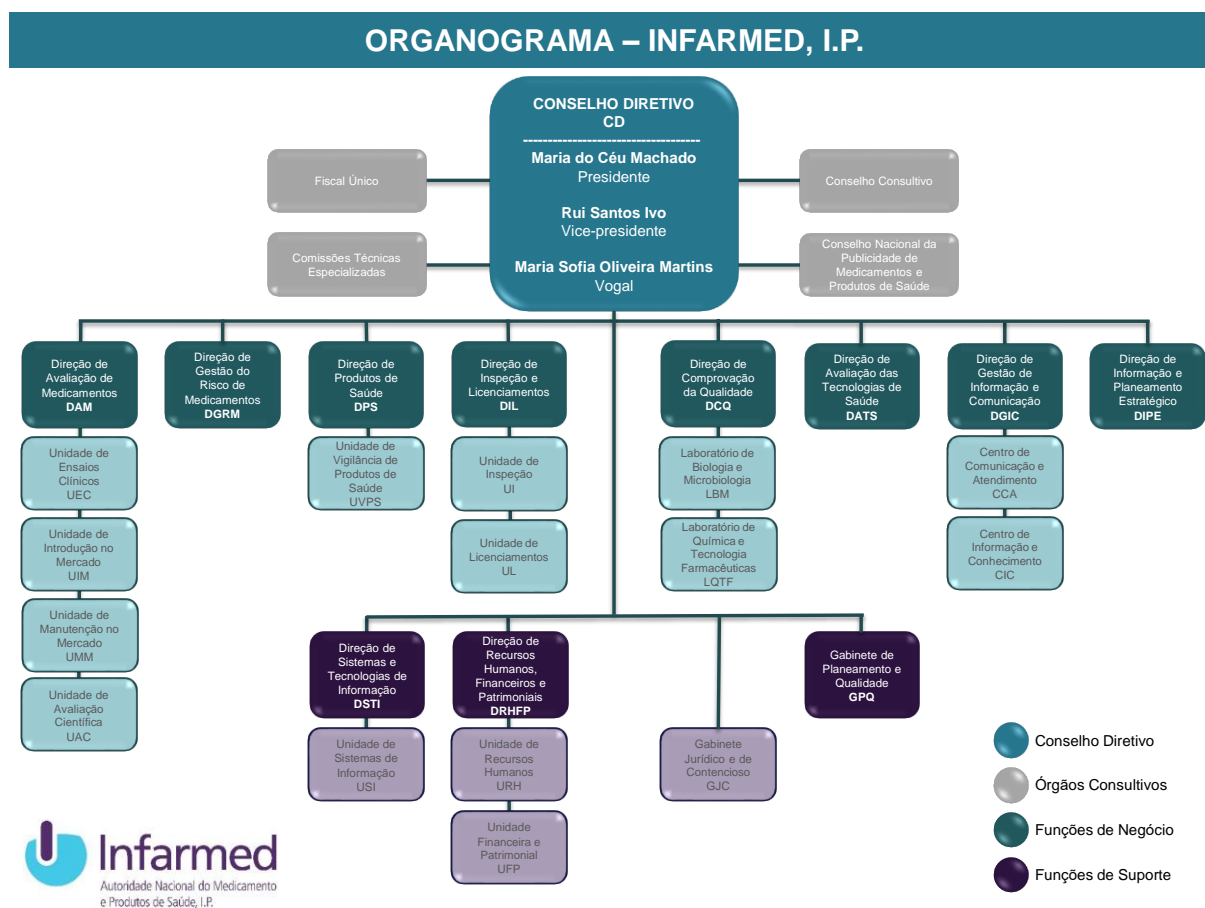 ORGANOGRAMA – INFARMED, I.P.
CONSELHO DIRETIVO
CD
------------------------------------
Maria do Céu Machado
Presidente
Rui Santos Ivo
Vice-presidente
Maria Sofia Oliveira Martins
Vogal
Fiscal Único
Conselho Consultivo
Comissões Técnicas
Especializadas
Conselho Nacional da
Publicidade de
Medicamentos e
Produtos de Saúde
Direção de
Avaliação de
Medicamentos
DAM
Direção de
Gestão do
Risco de
Medicamentos
DGRM
Direção de
Produtos de
Saúde
DPS
Direção de
Inspeção e
Licenciamentos
DIL
Direção de
Comprovação
da Qualidade
DCQ
Direção de
Avaliação das
Tecnologias de
Saúde
DATS
Direção de
Gestão de
Informação e
Comunicação
DGIC
Direção de
Informação e
Planeamento
Estratégico
DIPE
Unidade de
Ensaios
Clínicos
UEC
Unidade de
Vigilância de
Produtos de
Saúde
UVPS
Unidade de
Inspeção
UI
Laboratório de
Biologia e
Microbiologia
LBM
Centro de
Comunicação e
Atendimento
CCA
Unidade de
Introdução no
Mercado
UIM
Unidade de
Licenciamentos
UL
Laboratório de
Química e
Tecnologia
Farmacêuticas
LQTF
Centro de
Informação e
Conhecimento
CIC
Unidade de
Manutenção no
Mercado
UMM
Unidade de
Avaliação
Científica
UAC
Direção de
Sistemas e
Tecnologias de
Informação
DSTI
Direção de
Recursos
Humanos,
Financeiros e
Patrimoniais
DRHFP
Gabinete de
Planeamento e
Qualidade
GPQ
Unidade de
Sistemas de
Informação
USI
Unidade de
Recursos
Humanos
URH
Gabinete
Jurídico e de
Contencioso
GJC
Unidade
Financeira e
Patrimonial
UFP
Conselho Diretivo
Órgãos Consultivos
Funções de Negócio
Funções de Suporte
Infarmed
Autoridade Nacional do Medicamento
e Produtos de Saúde, I.P.